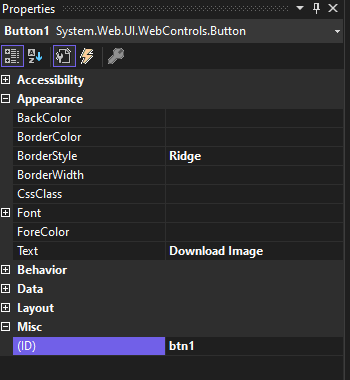 Properties
Button1 System.Web.UI.WebControls.Button
Accessibility
Appearance
BackColor
BorderColor
BorderStyle Ridge
BorderWidth
CssClass
Font
ForeColor
Text Download Image
Behavior
Data
Layout
Misc
(ID) btn1